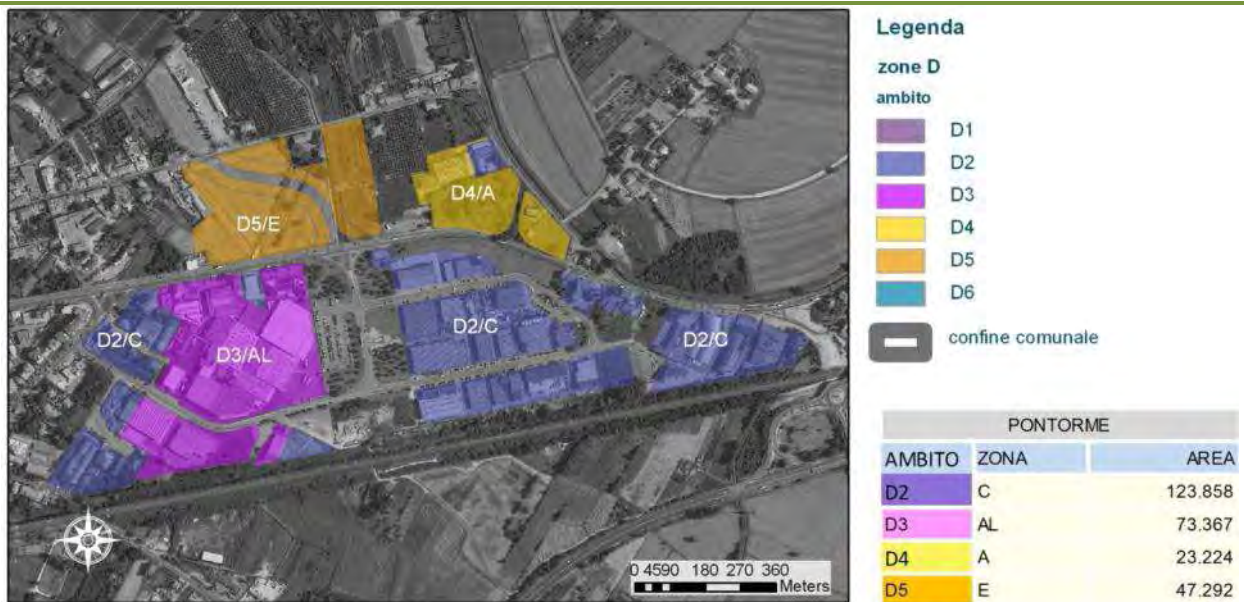 D4/A
D5/E
D2/C
D3/AL
D2/C
D2/C
0 4590 180 270 360
Meters
Legenda
zone D
ambito
D1
D2
D3
D4
D5
D6
confine comunale
PONTORME
AMBITO ZONA AREA
D2 C 123.858
D3 AL 73.367
D4 A 23.224
D5 E 47.292